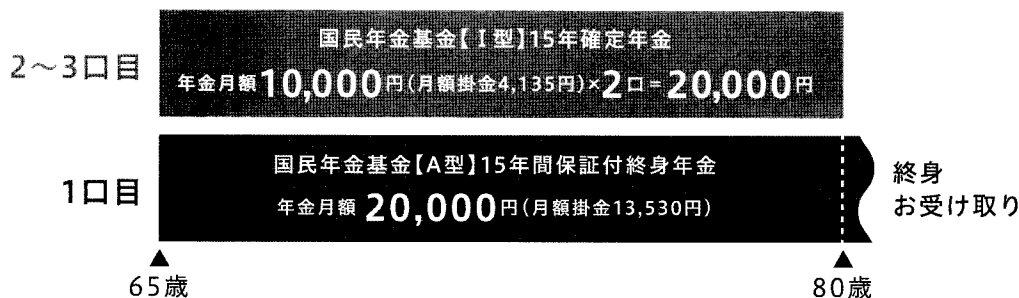 2～3口目
国民年金基金【Ⅰ型】15年確定年金
年金月額10,000円(月額掛金4,135円)×2口=20,000円
1口目
国民年金基金【A型】15年間保証付終身年金
年金月額 20,000円(月額掛金13,530円)
終身
お受け取り
65歳
80歳